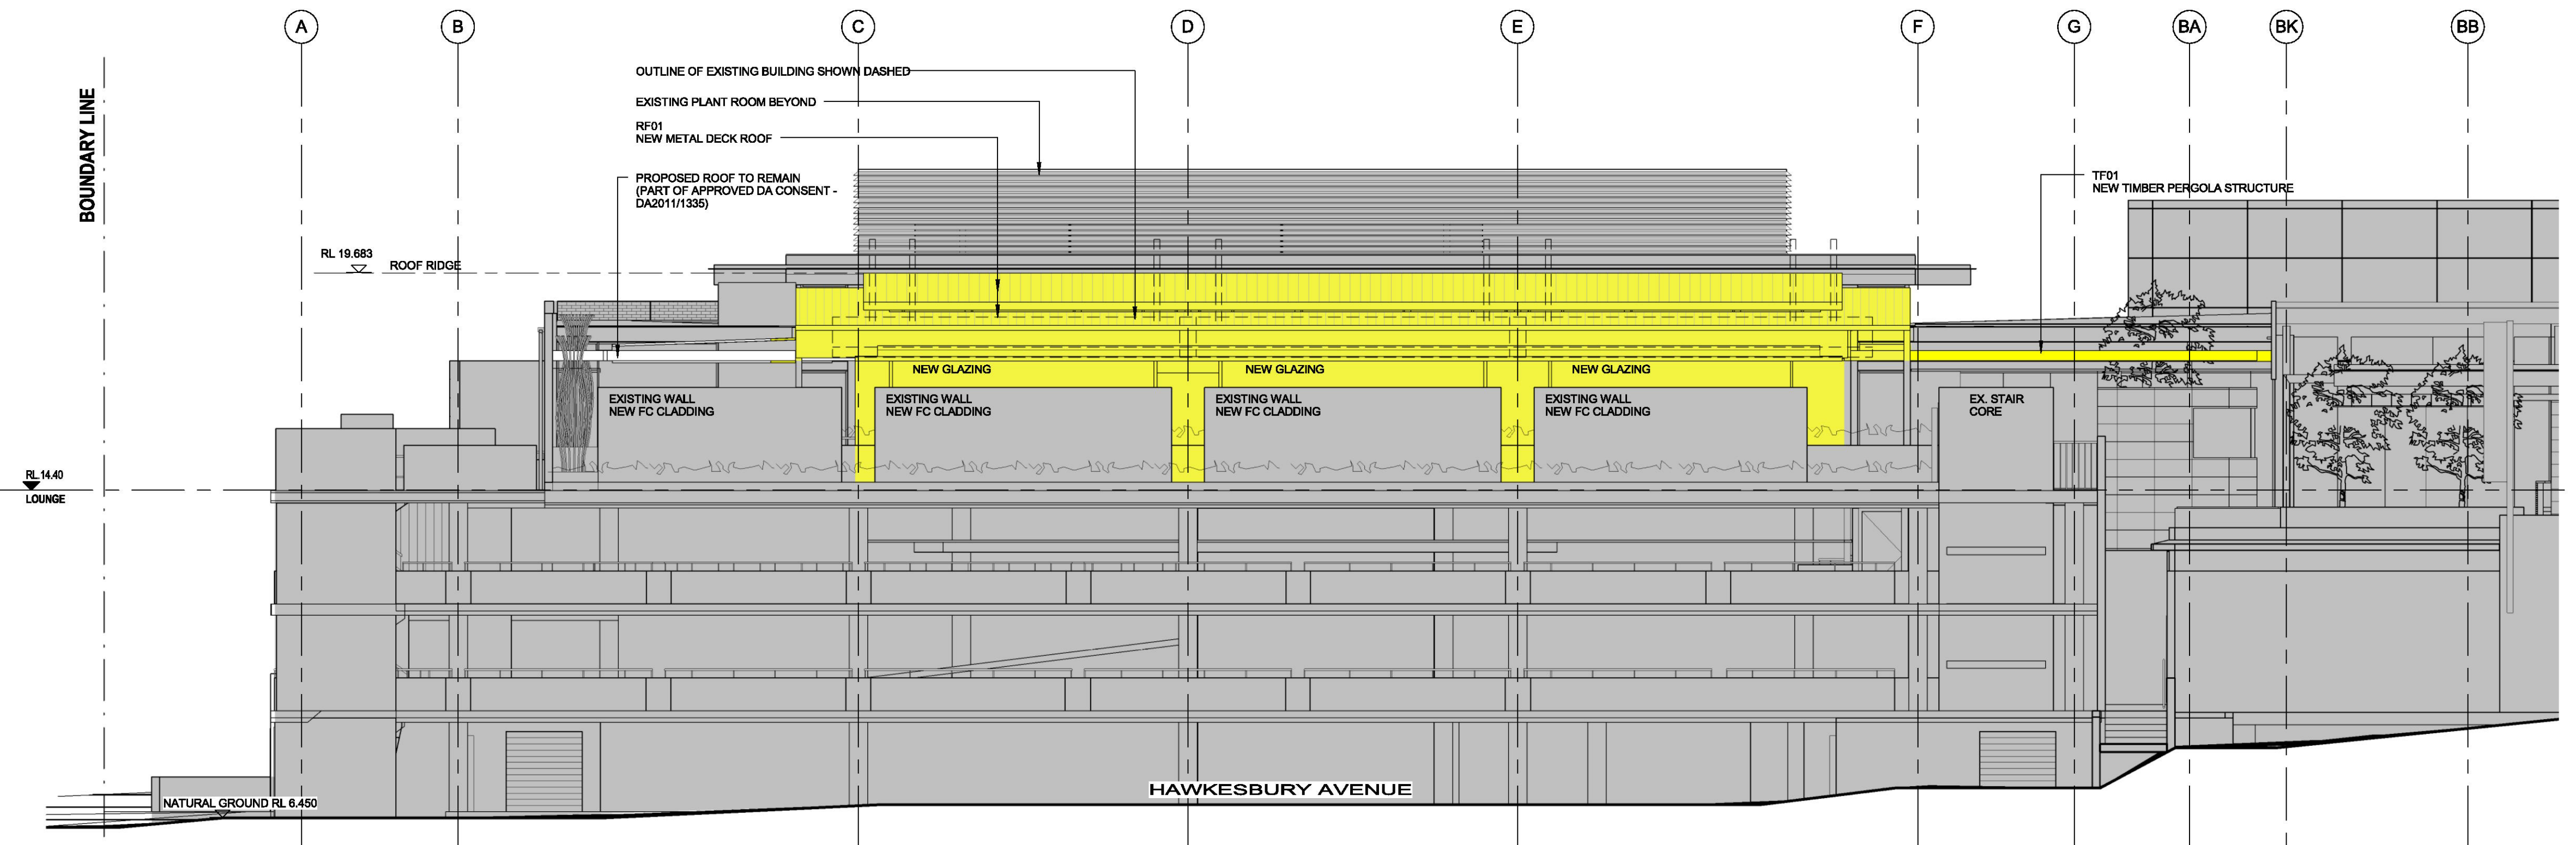 A
B
C
D
E
F
G
BA
BK
BB
BOUNDARY LINE
OUTLINE OF EXISTING BUILDING SHOWN DASHED
EXISTING PLANT ROOM BEYOND
RF01
NEW METAL DECK ROOF
PROPOSED ROOF TO REMAIN
(PART OF APPROVED DA CONSENT -
DA2011/1335)
TF01
NEW TIMBER PERGOLA STRUCTURE
RL 19.683
ROOF RIDGE
NEW GLAZING
NEW GLAZING
NEW GLAZING
EXISTING WALL
NEW FC CLADDING
EXISTING WALL
NEW FC CLADDING
EXISTING WALL
NEW FC CLADDING
EXISTING WALL
NEW FC CLADDING
EX. STAIR
CORE
RL 14.40
LOUNGE
HAWKESBURY AVENUE
NATURAL GROUND RL 6.450